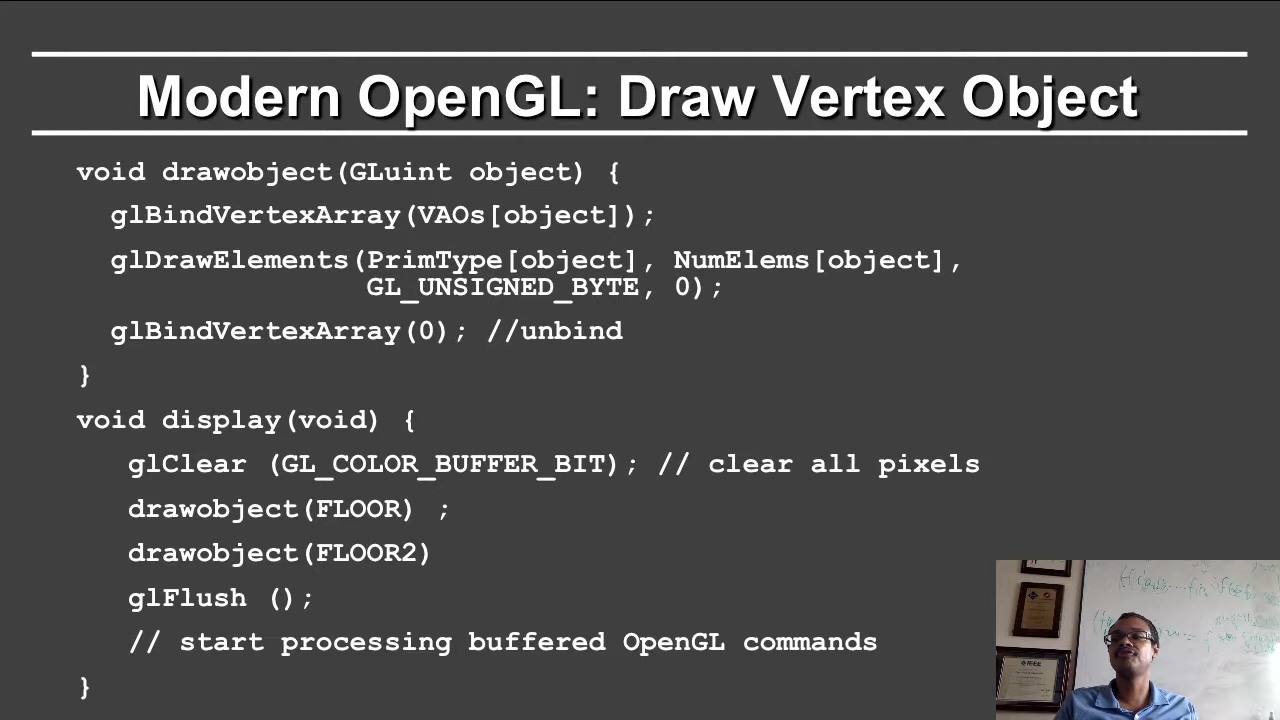 Modern OpenGL: Draw Vertex Object
void drawobject(GLuint object) {
glBindVertexArray(VAOs[object]);
glDrawElements(PrimType[object], NumElems[object],
GL_UNSIGNED_BYTE, 0);
glBindVertexArray(0); //unbind
}
void display(void) {
glClear (GL_COLOR_BUFFER_BIT); // clear all pixels
drawobject(FLOOR) ;
drawobject(FLOOR2)
glFlush ();
// start processing buffered OpenGL commands
}
IEEE